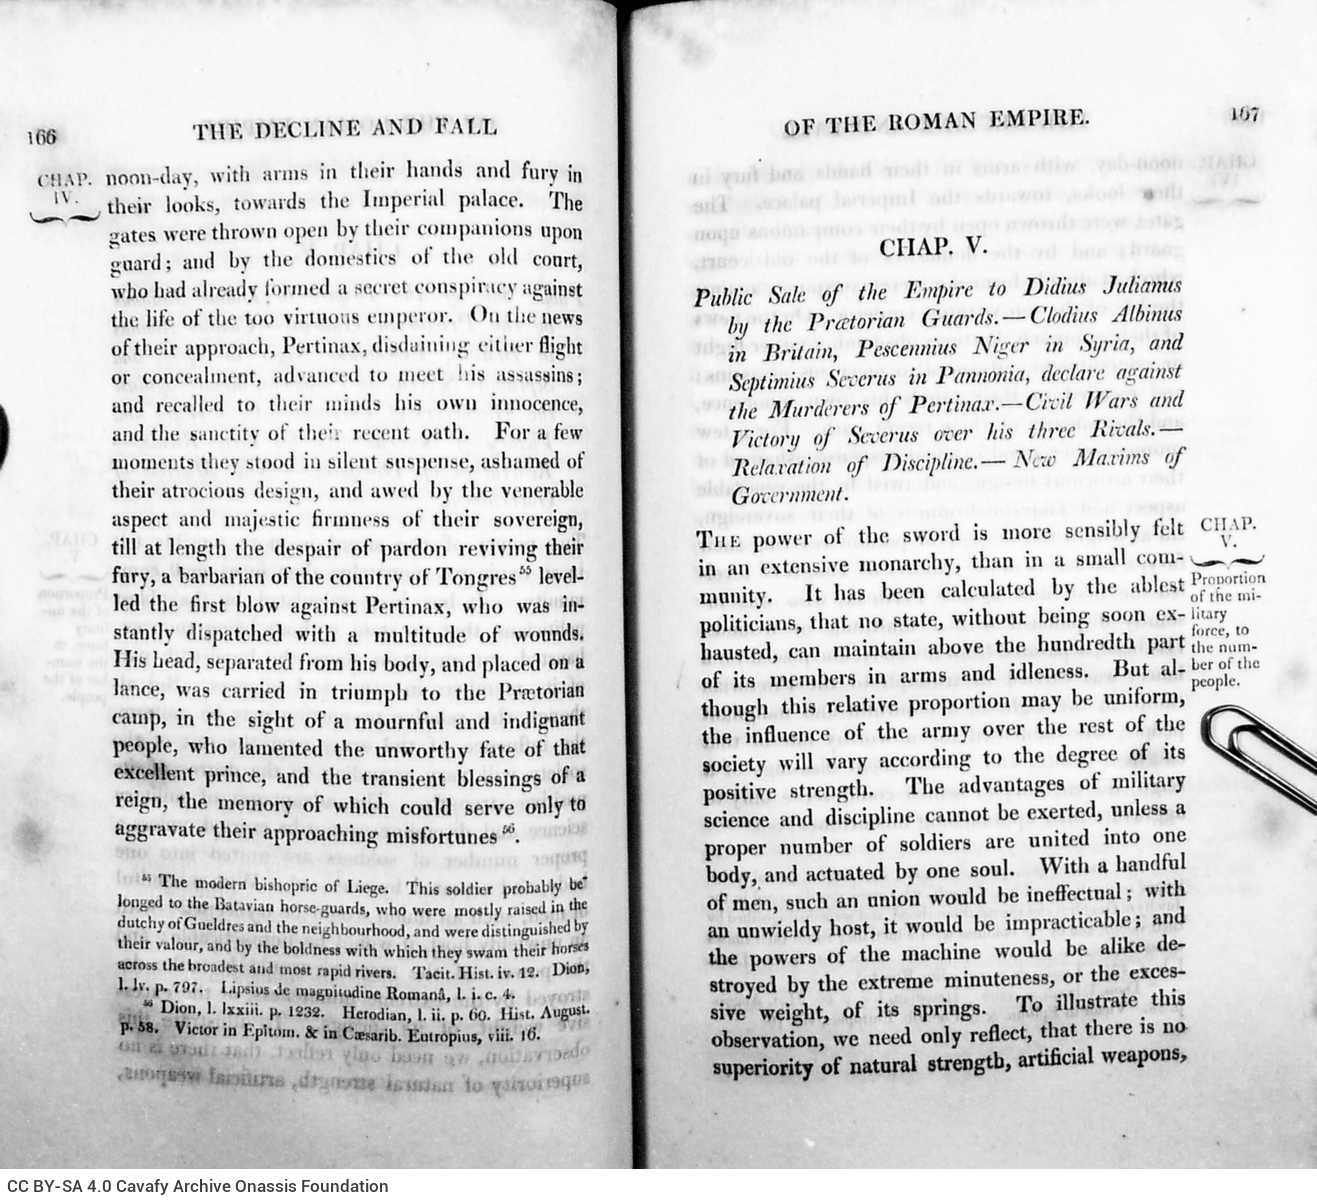 166
THE DECLINE AND FALL
CHAP.
IV.
noon-day, with arms in their hands and fury in
their looks, towards the Imperial palace. The
gates were thrown open by their companions upon
guard; and by the domestics of the old court,
who had already formed a secret conspiracy against
the life of the too virtuous emperor. On the news
of their approach, Pertinax, disdaining either flight
or concealment, advanced to meet his assassins;
and recalled to their minds his own innocence,
and the sanctity of their recent oath. For a few
moments they stood in silent suspense, ashamed of
their atrocious design, and awed by the venerable
aspect and majestic firmness of their sovereign,
till at length the despair of pardon reviving their
fury, a barbarian of the country of Tongres⁵⁵ level-
led the first blow against Pertinax, who was in-
stantly dispatched with a multitude of wounds.
His head, separated from his body, and placed on a
lance, was carried in triumph to the Prætorian
camp, in the sight of a mournful and indignant
people, who lamented the unworthy fate of that
excellent prince, and the transient blessings of a
reign, the memory of which could serve only to
aggravate their approaching misfortunes⁵⁶.
⁵⁵ The modern bishopric of Liege. This soldier probably be-
longed to the Batavian horse-guards, who were mostly raised in the
dutchy of Gueldres and the neighbourhood, and were distinguished by
their valour, and by the boldness with which they swam their horses
across the broadest and most rapid rivers. Tacit. Hist. iv. 12. Dion,
l. lv. p. 797. Lipsius de magnitudine Romanâ, l. i. c. 4.
⁵⁶ Dion, l. lxxiii. p. 1232. Herodian, l. ii. p. 60. Hist. August.
p. 58. Victor in Epitom. & in Cæsarib. Eutropius, viii. 16.
OF THE ROMAN EMPIRE.
167
CHAP. V.
Public Sale of the Empire to Didius Julianus
by the Prætorian Guards.—Clodius Albinus
in Britain, Pescennius Niger in Syria, and
Septimius Severus in Pannonia, declare against
the Murderers of Pertinax.—Civil Wars and
Victory of Severus over his three Rivals.—
Relaxation of Discipline.—New Maxims of
Government.
THE power of the sword is more sensibly felt
in an extensive monarchy, than in a small com-
munity. It has been calculated by the ablest
politicians, that no state, without being soon ex-
hausted, can maintain above the hundredth part
of its members in arms and idleness. But al-
though this relative proportion may be uniform,
the influence of the army over the rest of the
society will vary according to the degree of its
positive strength. The advantages of military
science and discipline cannot be exerted, unless a
proper number of soldiers are united into one
body, and actuated by one soul. With a handful
of men, such an union would be ineffectual; with
an unwieldy host, it would be impracticable; and
the powers of the machine would be alike de-
stroyed by the extreme minuteness, or the exces-
sive weight, of its springs. To illustrate this
observation, we need only reflect, that there is no
superiority of natural strength, artificial weapons,
CHAP.
V.
Proportion
of the mi-
litary
force, to
the num-
ber of the
people.
CC BY-SA 4.0 Cavafy Archive Onassis Foundation